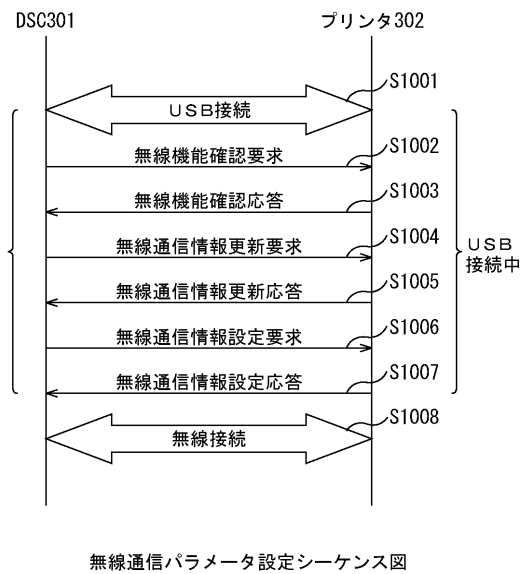 DSC301
プリンタ302
S1001
USB接続
S1002
無線機能確認要求
S1003
無線機能確認応答
S1004
無線通信情報更新要求
USB
接続中
S1005
無線通信情報更新応答
S1006
無線通信情報設定要求
S1007
無線通信情報設定応答
S1008
無線接続
無線通信パラメータ設定シーケンス図